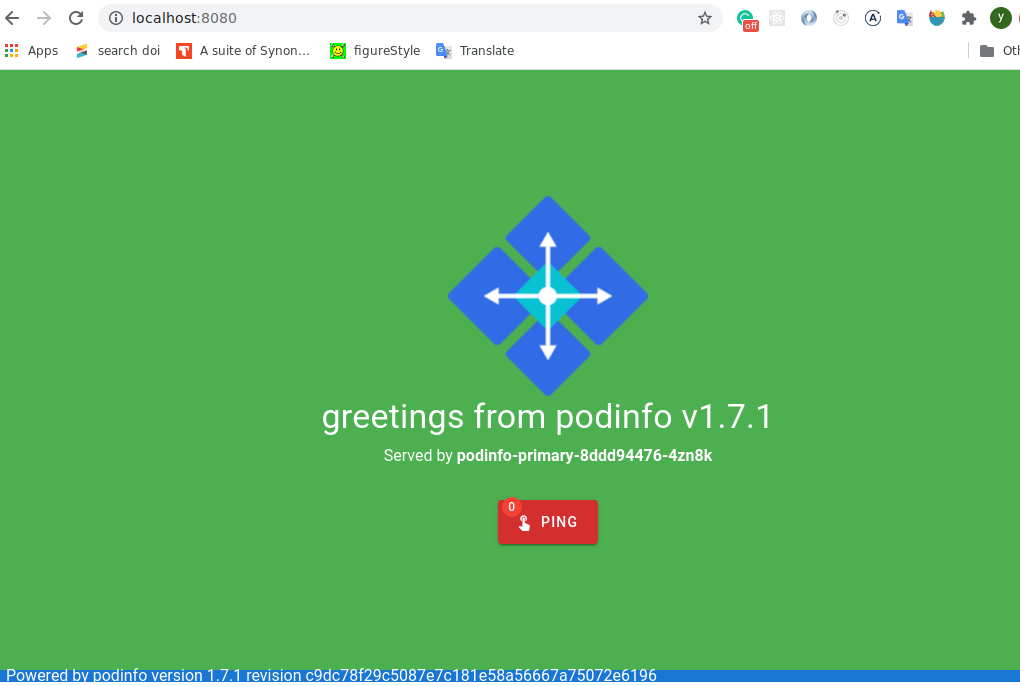 localhost:8080
off
y
Apps
search doi
A suite of Synon...
figureStyle
Translate
greetings from podinfo v1.7.1
Served by podinfo-primary-8ddd94476-4zn8k
0
PING
Powered by podinfo version 1.7.1 revision c9dc78f29c5087e7c181e58a56667a75072e6196